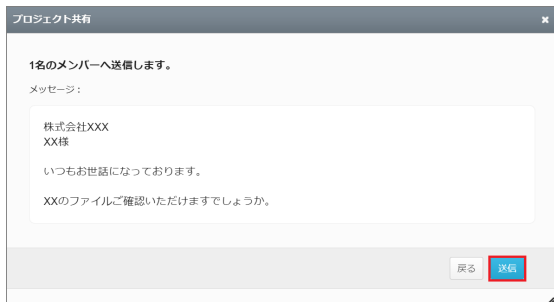 プロジェクト共有
1名のメンバーへ送信します。
メッセージ：
株式会社XXX
XX様
いつもお世話になっております。
XXのファイルご確認いただけますでしょうか。
戻る
送信